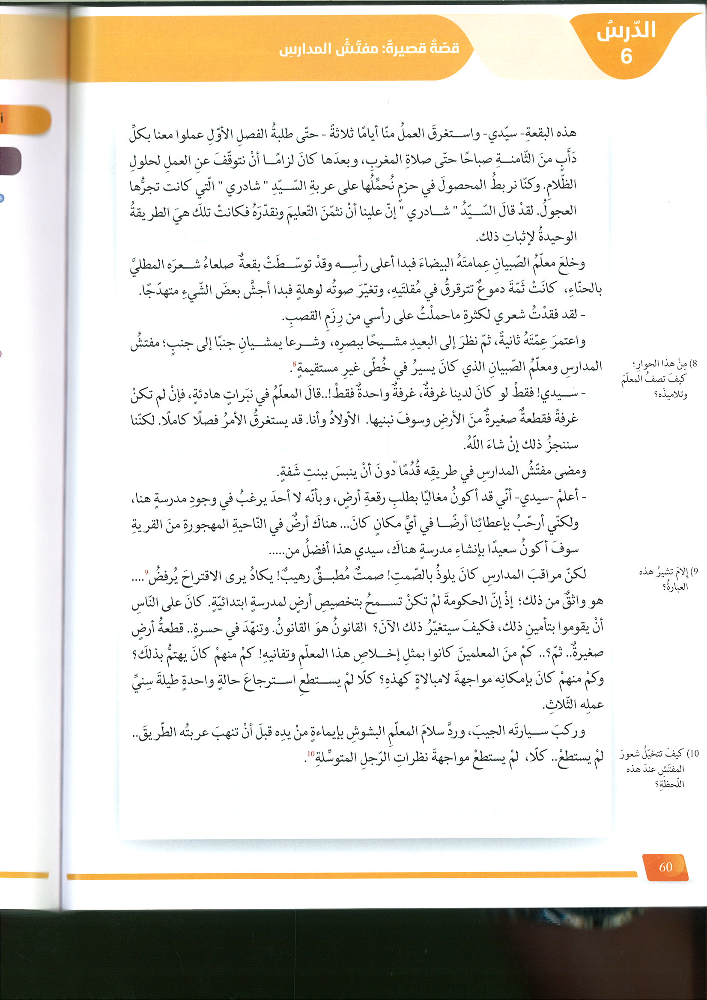 الدّرسُ
6
قصّةٌ قصيرةٌ: مفتّشُ المدارسِ
هذه البقعةِ- سيّدي- واستغرقَ العملُ منّا أيامًا ثلاثةً - حتّى طلبةُ الفصلِ الأوّلِ عملوا معنا بكلِّ
دَأَبٍ منَ الثّامنةِ صباحًا حتّى صلاةِ المغربِ، وبعدَها كانَ لزامًا أنْ نتوقّفَ عنِ العملِ لحلولِ
الظّلامِ. وكنّا نربطُ المحصولَ في حزمٍ نُحمِّلُها على عربةِ السّيّدِ " شادري " الّتي كانت تجرُّها
العجولُ. لقدْ قالَ السّيّدُ " شادري " إنّ علينا أنْ نثمّنَ التّعليمَ ونقدّرَهُ فكانتْ تلكَ هيَ الطريقةُ
الوحيدةُ لإثباتِ ذلك.
وخلعَ معلّمُ الصّبيانِ عِمامتَهُ البيضاءَ فبدا أعلى رأسِه وقدْ توسّطَتْ بقعةٌ صلعاءُ شعرَه المطليَّ
بالحنّاءِ، كانَتْ ثَمّةَ دموعٌ تترقرقُ في مُقلتَيهِ، وتغيّرَ صوتُه لوهلةٍ فبدا أجشَّ بعضَ الشّيءِ متهدّجًا.
- لقد فقدْتُ شعري لكثرةِ ماحملْتُ على رأسي من رِزَمِ القصبِ.
واعتمرَ عِمّتَهُ ثانيةً، ثمّ نظرَ إلى البعيدِ مشيحًا ببصرِه، وشرعا يمشيانِ جنبًا إلى جنبٍ؛ مفتشُ
المدارسِ ومعلّمُ الصّبيانِ الذي كانَ يسيرُ في خُطًى غيرِ مستقيمةٍ8.
8) مِنْ هذا الحوارِ؛
كيفَ تصفُ المعلّمَ
وتلاميذَه؟
- سيدي! فقطْ لو كانَ لدينا غرفةٌ، غرفةٌ واحدةٌ فقطْ!..قالَ المعلّمُ في نبَراتٍ هادئةٍ، فإنْ لم تكنْ
غرفةً فقطعةٌ صغيرةٌ منَ الأرضِ وسوفَ نبنيها. الأولادُ وأنا. قد يستغرقُ الأمرُ فصلًا كاملًا. لكنّنا
سننجزُ ذلك إنْ شاءَ اللّهُ.
ومضى مفتّشُ المدارسِ في طريقِه قُدُمًا دونَ أنْ ينبسَ ببنتِ شَفةٍ.
- أعلمْ -سيدي- أنّي قد أكونُ مغاليًا بطلبِ رقعةِ أرضٍ، وبأنّه لا أحدَ يرغبُ في وجودِ مدرسةٍ هنا،
ولكنّي أرحّبُ بإعطائِنا أرضًا في أيِّ مكانٍ كانَ... هناكَ أرضٌ في النّاحيةِ المهجورةِ منَ القريةِ
سوفَ أكونُ سعيدًا بإنشاءِ مدرسةٍ هناكَ، سيدي هذا أفضلُ من.....
لكنّ مراقبَ المدارسِ كانَ يلوذُ بالصّمتِ! صمتٌ مُطبقٌ رهيبٌ! يكادُ يرى الاقتراحَ يُرفضُ9....
9) إِلامَ تشيرُ هذه
العبارةُ؟
هو واثقٌ من ذلك؛ إذْ إنّ الحكومةَ لمْ تكنْ تسمحُ بتخصيصِ أرضٍ لمدرسةٍ ابتدائيّةٍ. كانَ على النّاسِ
أنْ يقوموا بتأمينِ ذلك، فكيفَ سيتغيّرُ ذلك الآنَ؟ القانونُ هوَ القانونُ. وتنهّدَ في حسرةٍ.. قطعةُ أرضٍ
صغيرةٌ.. ثمّ؟.. كمْ منَ المعلمينَ كانوا بمثلِ إخلاصِ هذا المعلّمِ وتفانيهِ! كمْ منهمْ كانَ يهتمُّ بذلكَ؟
وكمْ منهمْ كانَ بإمكانِه مواجهةَ لامبالاةٍ كهذهِ؟ كلّا لمْ يستطعِ استرجاعَ حالةٍ واحدةٍ طيلةَ سِنيِّ
عملِه الثّلاثِ.
وركبَ سيارتَه الجيبَ، وردَّ سلامَ المعلّمِ البشوشِ بإيماءةٍ منْ يدِه قبلَ أنْ تنهبَ عربتُه الطّريقَ..
لمْ يستطعْ.. كلّا، لمْ يستطعْ مواجهةَ نظراتِ الرّجلِ المتوسِّلةِ10.
10) كيفَ تتخيّلُ شعورَ
المفتّشِ عندَ هذه
اللّحظةِ؟
60